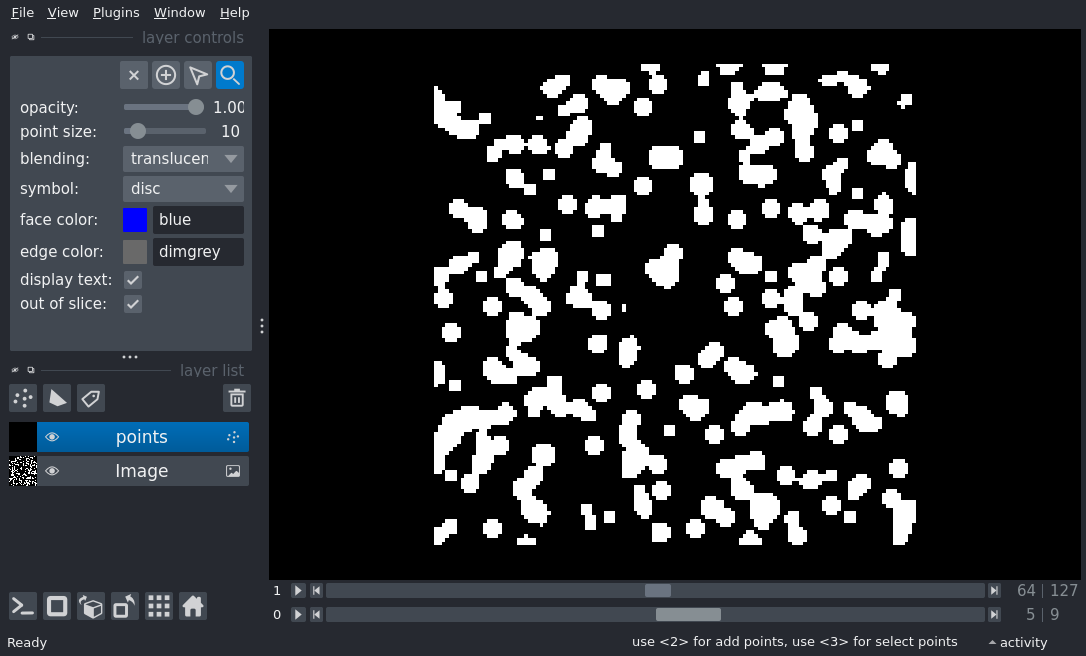 File View Plugins Window Help
layer controls
opacity: 1.00
point size: 10
blending: translucen
symbol: disc
face color: blue
edge color: dimgrey
display text:
out of slice:
layer list
points
Image
1 64 | 127
0 5 | 9
Ready use <2> for add points, use <3> for select points activity